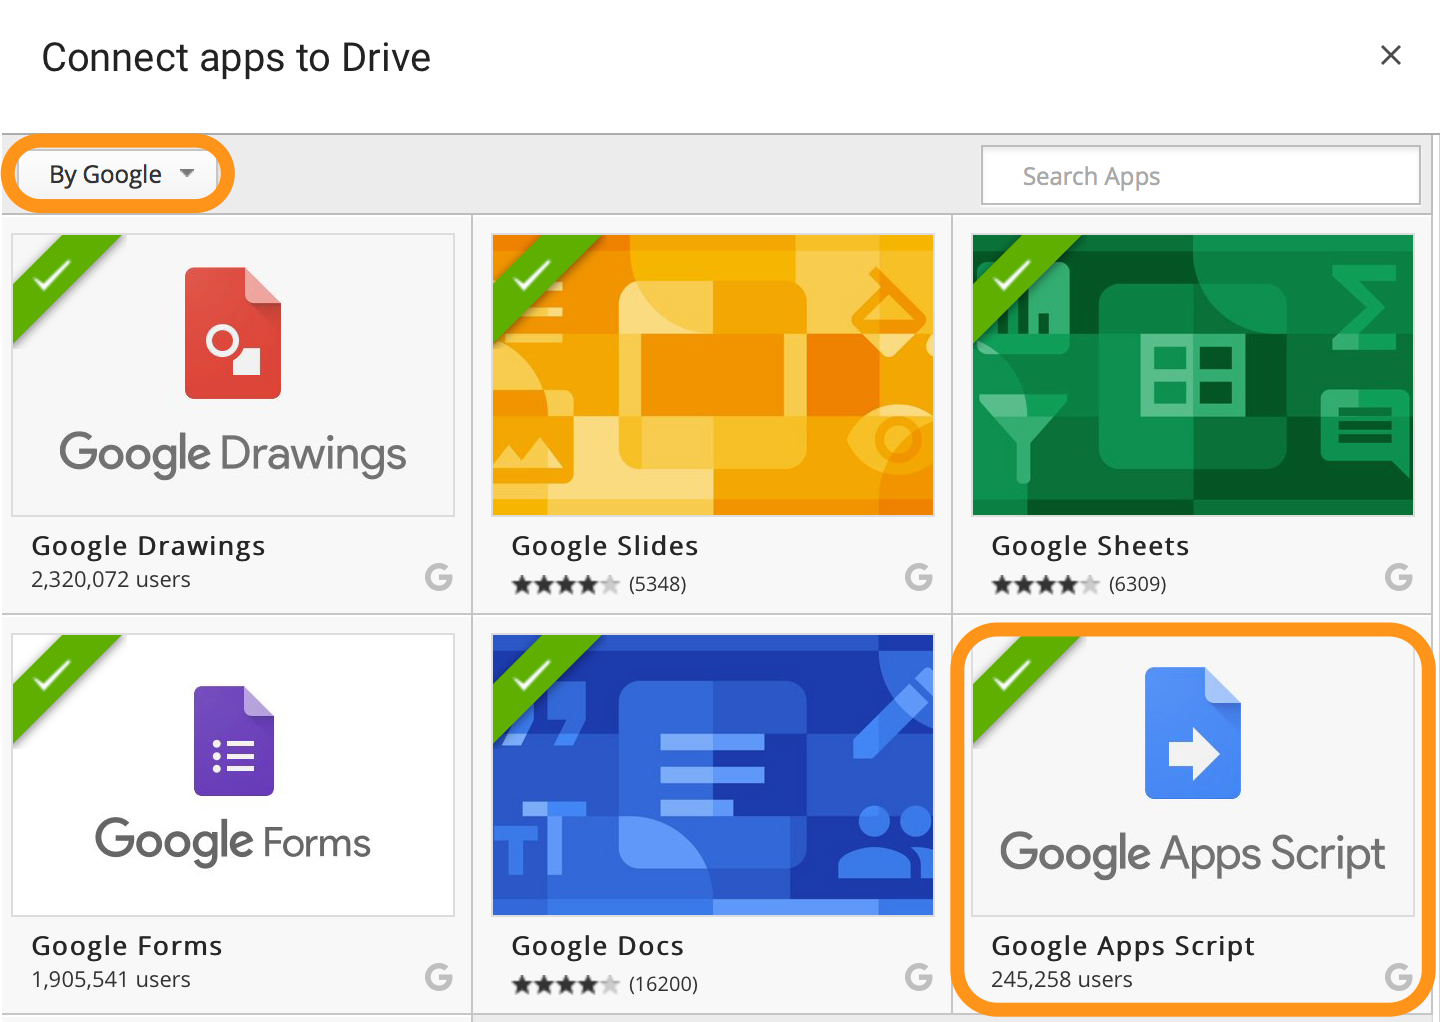 Connect apps to Drive
By Google
Search Apps
Google Drawings
Google Drawings
2,320,072 users
Google Slides
(5348)
Google Sheets
(6309)
Google Forms
Google Forms
1,905,541 users
Google Docs
(16200)
Google Apps Script
Google Apps Script
245,258 users